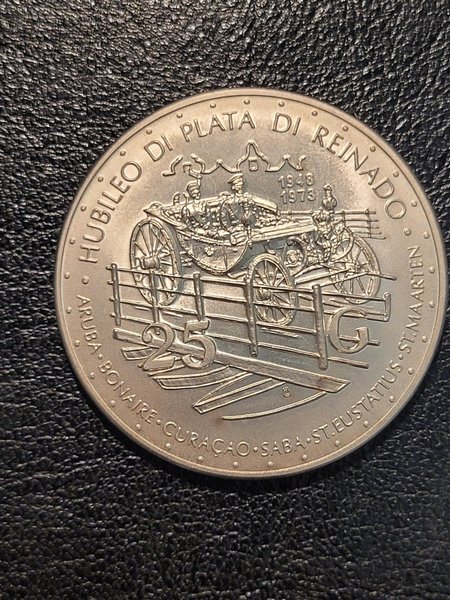 HUBILEO DI PLATA DI REINADO
1948
1973
25 G
ARUBA · BONAIRE · CURAÇAO · SABA · ST. EUSTATIUS · ST. MAARTEN